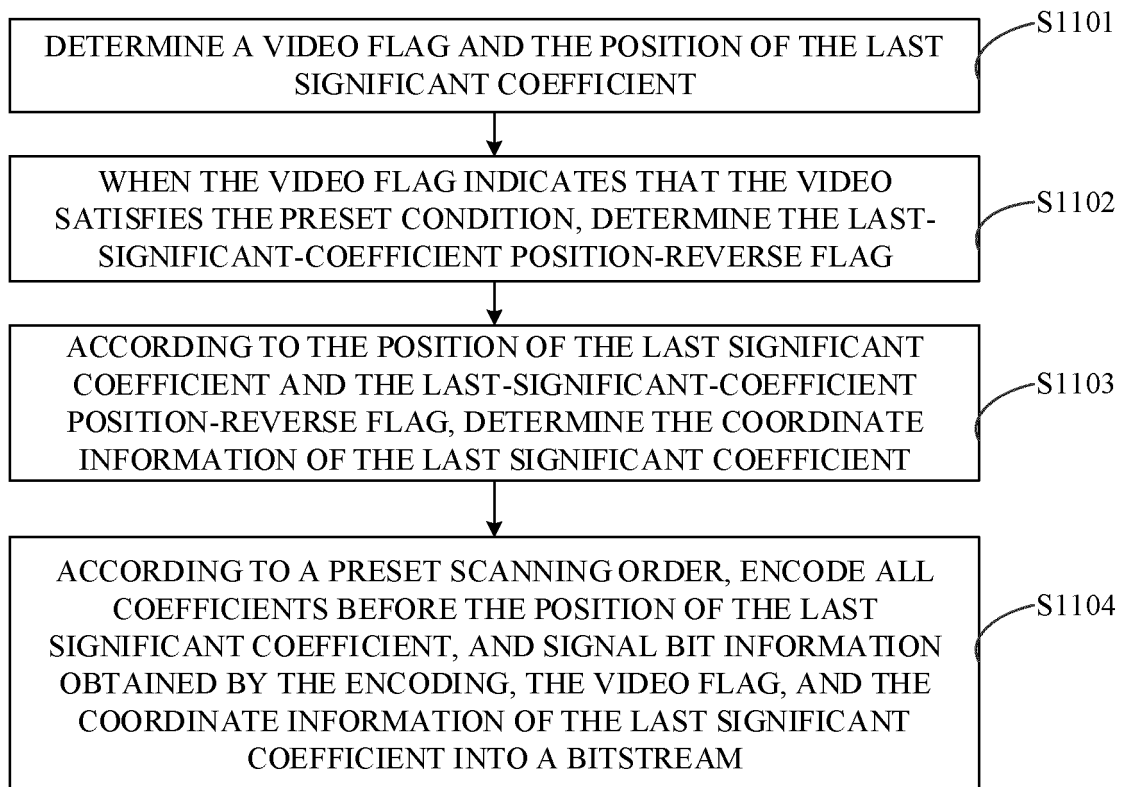 DETERMINE A VIDEO FLAG AND THE POSITION OF THE LAST
SIGNIFICANT COEFFICIENT
S1101
WHEN THE VIDEO FLAG INDICATES THAT THE VIDEO
SATISFIES THE PRESET CONDITION, DETERMINE THE LAST-
SIGNIFICANT-COEFFICIENT POSITION-REVERSE FLAG
S1102
ACCORDING TO THE POSITION OF THE LAST SIGNIFICANT
COEFFICIENT AND THE LAST-SIGNIFICANT-COEFFICIENT
POSITION-REVERSE FLAG, DETERMINE THE COORDINATE
INFORMATION OF THE LAST SIGNIFICANT COEFFICIENT
S1103
ACCORDING TO A PRESET SCANNING ORDER, ENCODE ALL
COEFFICIENTS BEFORE THE POSITION OF THE LAST
SIGNIFICANT COEFFICIENT, AND SIGNAL BIT INFORMATION
OBTAINED BY THE ENCODING, THE VIDEO FLAG, AND THE
COORDINATE INFORMATION OF THE LAST SIGNIFICANT
COEFFICIENT INTO A BITSTREAM
S1104